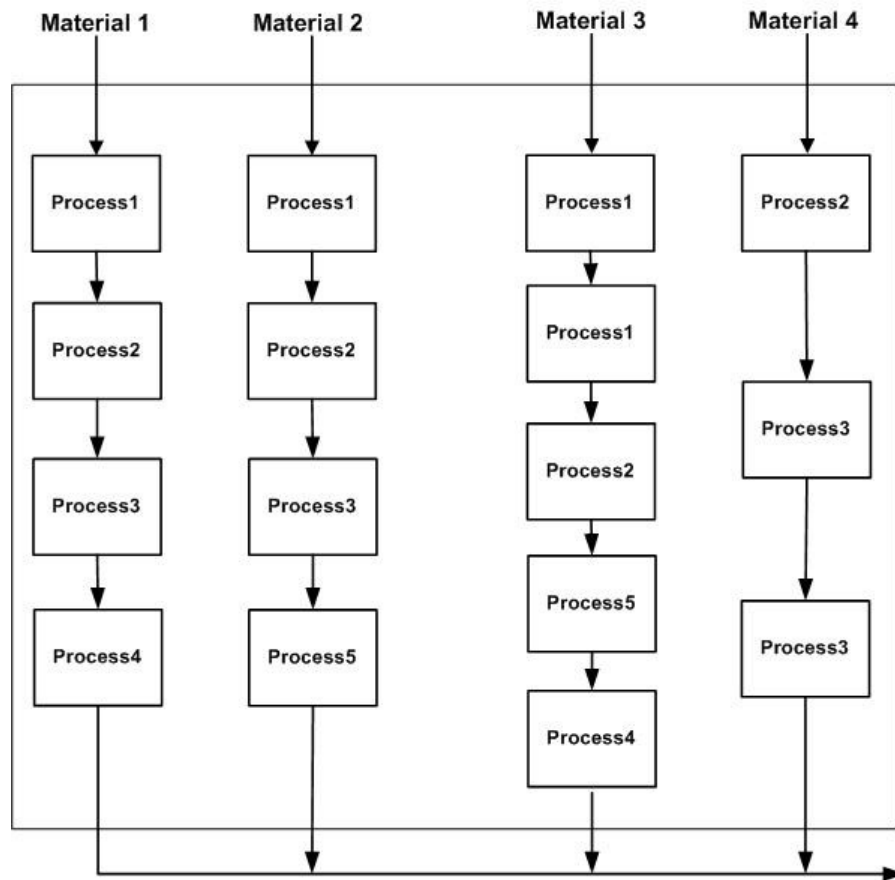 Material 1
Material 2
Material 3
Material 4
Process1
Process1
Process1
Process2
Process2
Process2
Process1
Process3
Process3
Process3
Process2
Process4
Process5
Process5
Process3
Process4